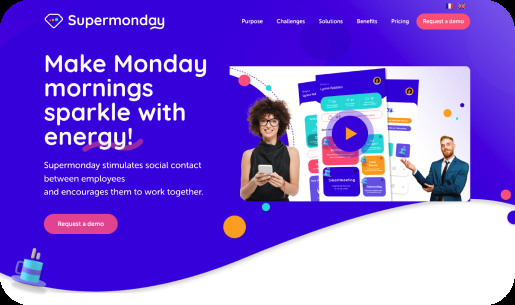 Supermonday
Purpose
Challenges
Solutions
Benefits
Pricing
Request a demo
Make Monday
mornings
sparkle with
energy!
Supermonday stimulates social contact
between employees
and encourages them to work together.
Request a demo